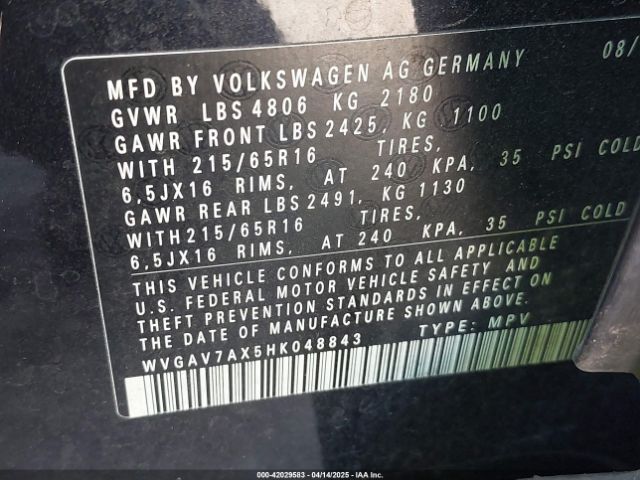 MFD BY VOLKSWAGEN AG GERMANY 08/
GVWR LBS 4806 KG 2180
GAWR FRONT LBS 2425, KG 1100
WITH 215/65R16 TIRES,
6,5JX16 RIMS, AT 240 KPA, 35 PSI COLD
GAWR REAR LBS 2491, KG 1130
WITH215/65R16 TIRES,
6,5JX16 RIMS, AT 240 KPA, 35 PSI COLD
THIS VEHICLE CONFORMS TO ALL APPLICABLE
U.S. FEDERAL MOTOR VEHICLE SAFETY AND
THEFT PREVENTION STANDARDS IN EFFECT ON
THE DATE OF MANUFACTURE SHOWN ABOVE.
WVGAV7AX5HK048843 TYPE: MPV
000-42029583 - 04/14/2025 - IAA Inc.